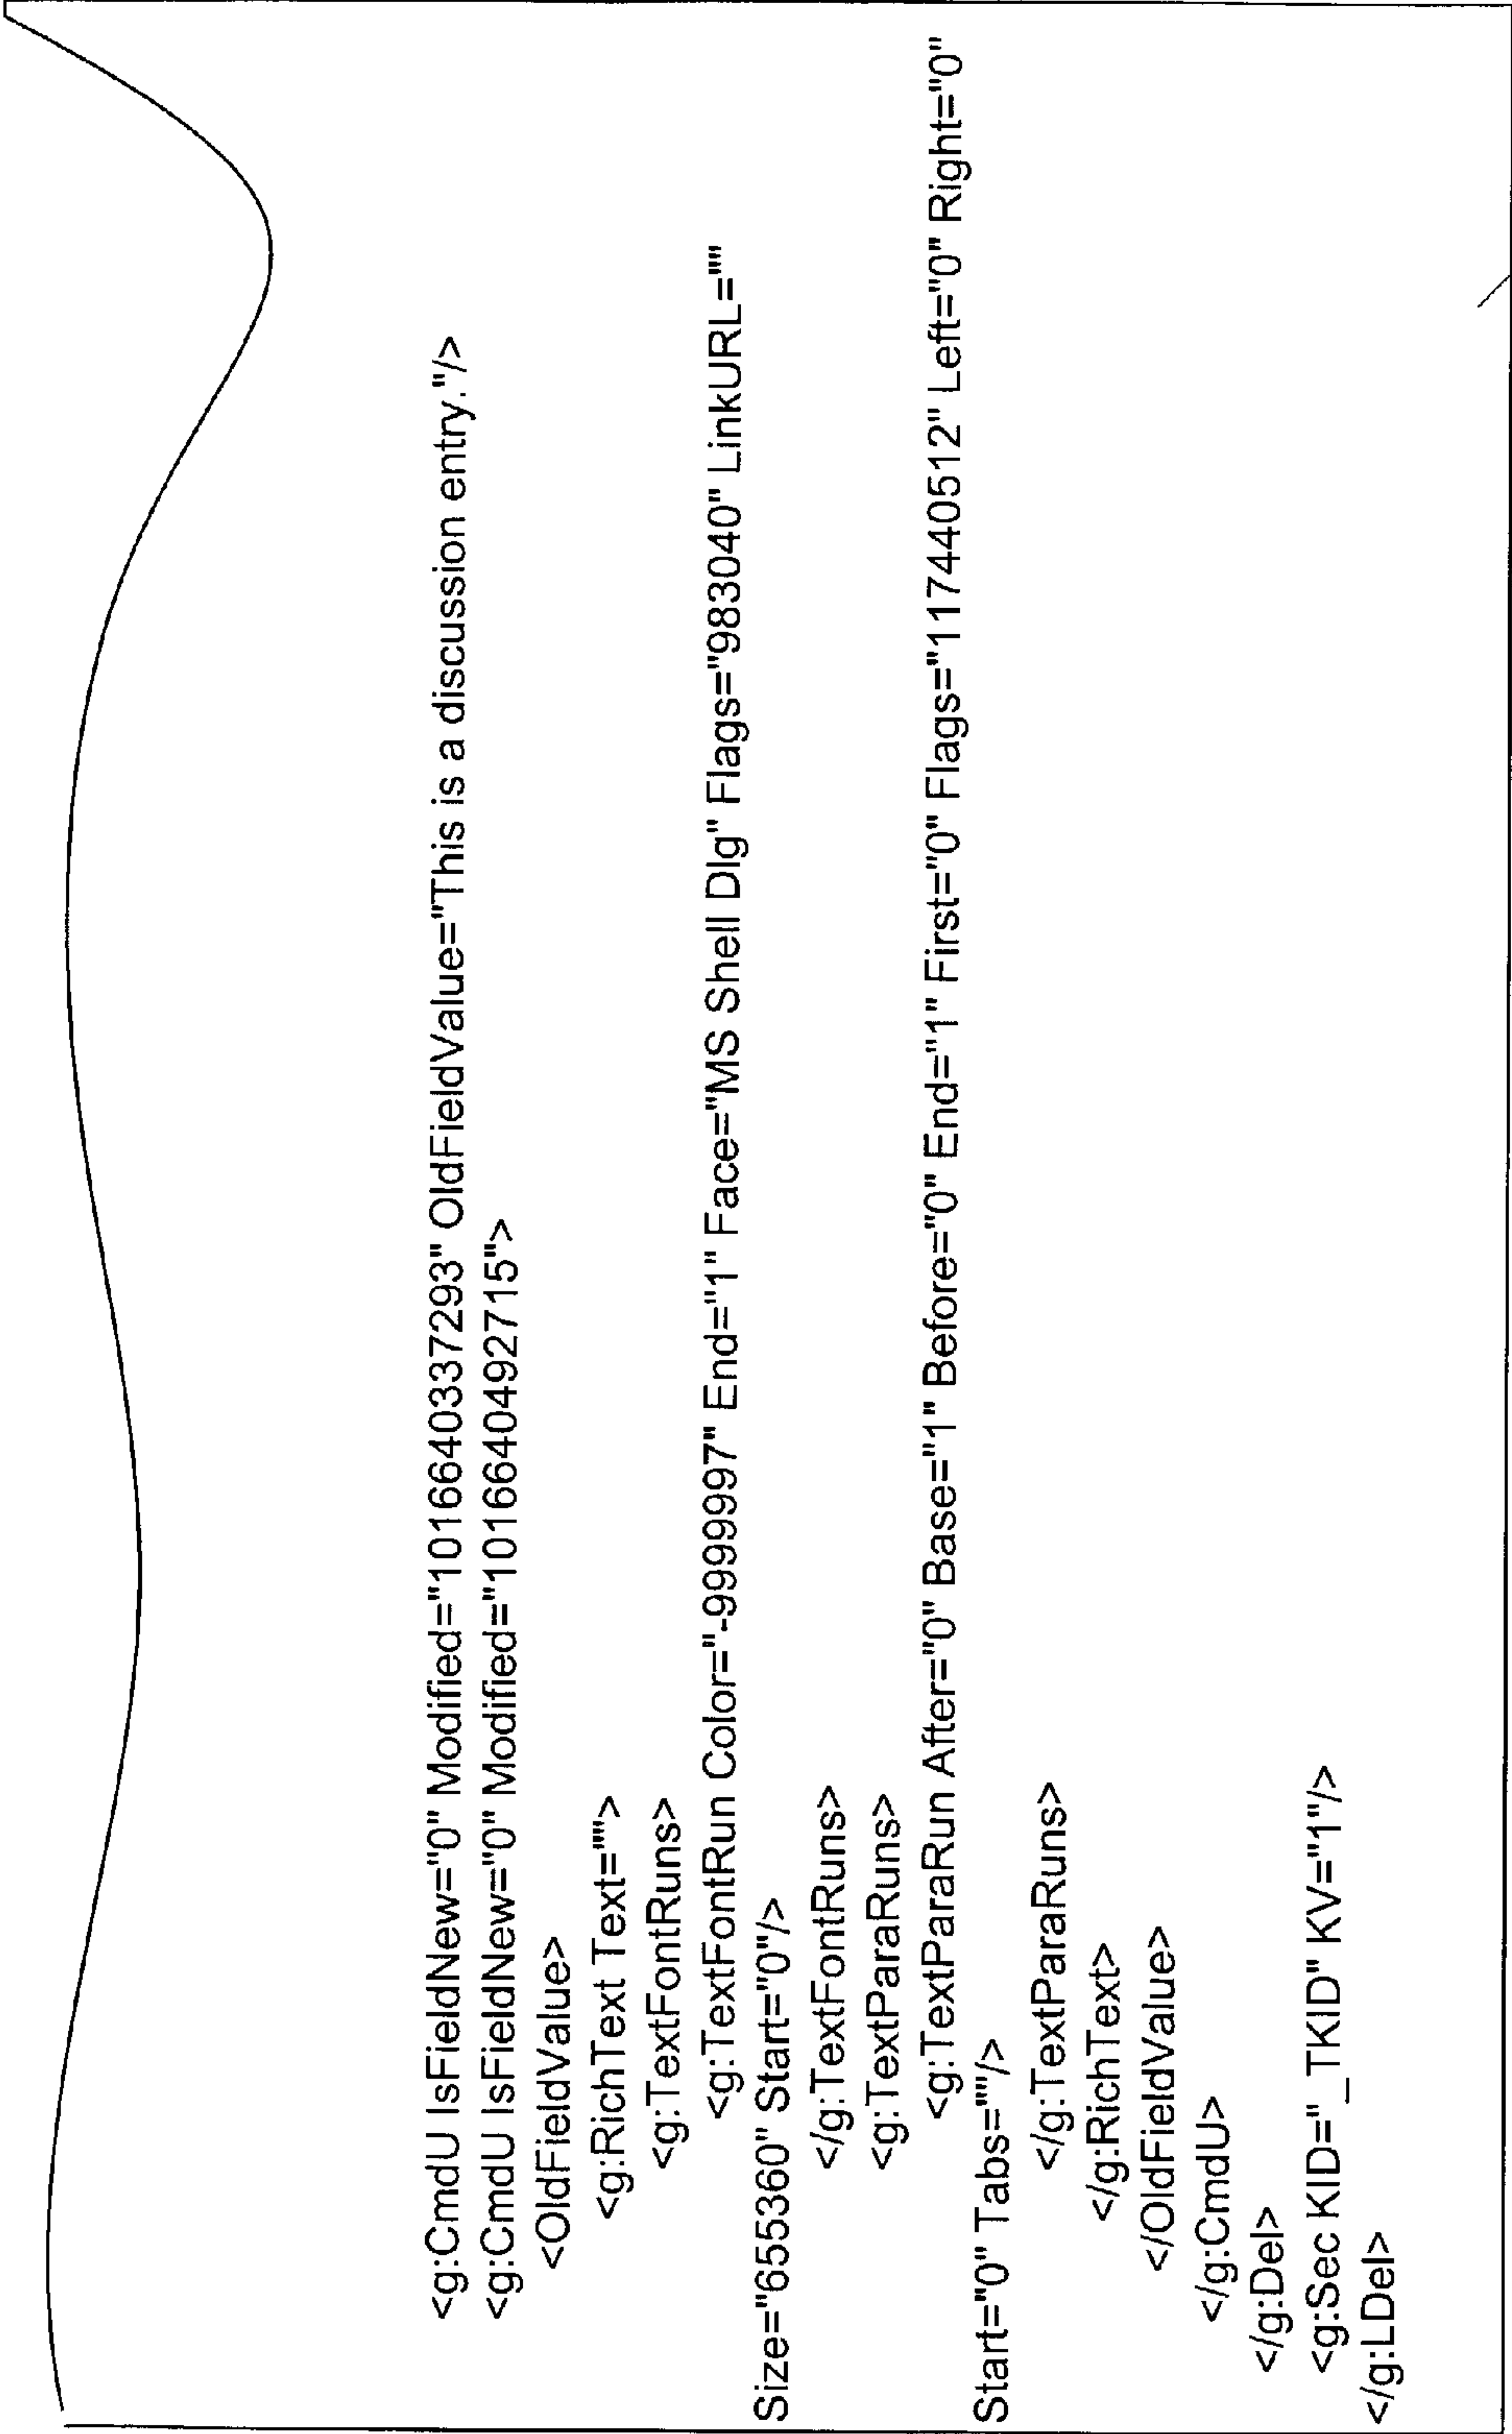 <g:CmdU IsFieldNew="0" Modified="1016640337293" OldFieldValue="This is a discussion entry."/>
<g:CmdU IsFieldNew="0" Modified="1016640492715">
<OldFieldValue>
<g:RichText Text="">
<g:TextFontRuns>
<g:TextFontRun Color="-9999997" End="1" Face="MS Shell Dlg" Flags="983040" LinkURL=""
Size="655360" Start="0"/>
</g:TextFontRuns>
<g:TextParaRuns>
<g:TextParaRun After="0" Base="1" Before="0" End="1" First="0" Flags="117440512" Left="0" Right="0"
Start="0" Tabs=""/>
</g:TextParaRuns>
</g:RichText>
</OldFieldValue>
</g:CmdU>
</g:Del>
<g:Sec KID="_TKID" KV="1"/>
</g:LDel>